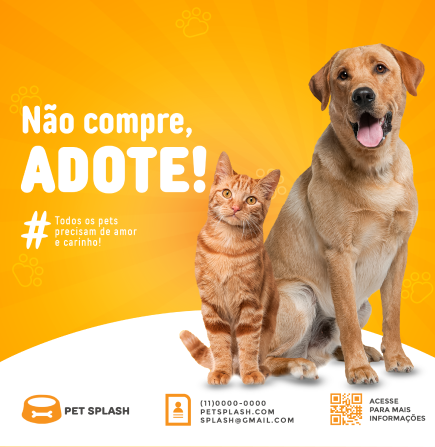 Não compre,
ADOTE!
# Todos os pets
precisam de amor
e carinho!
PET SPLASH
(11)0000-0000
PETSPLASH.COM
SPLASH@GMAIL.COM
ACESSE
PARA MAIS
INFORMAÇÕES